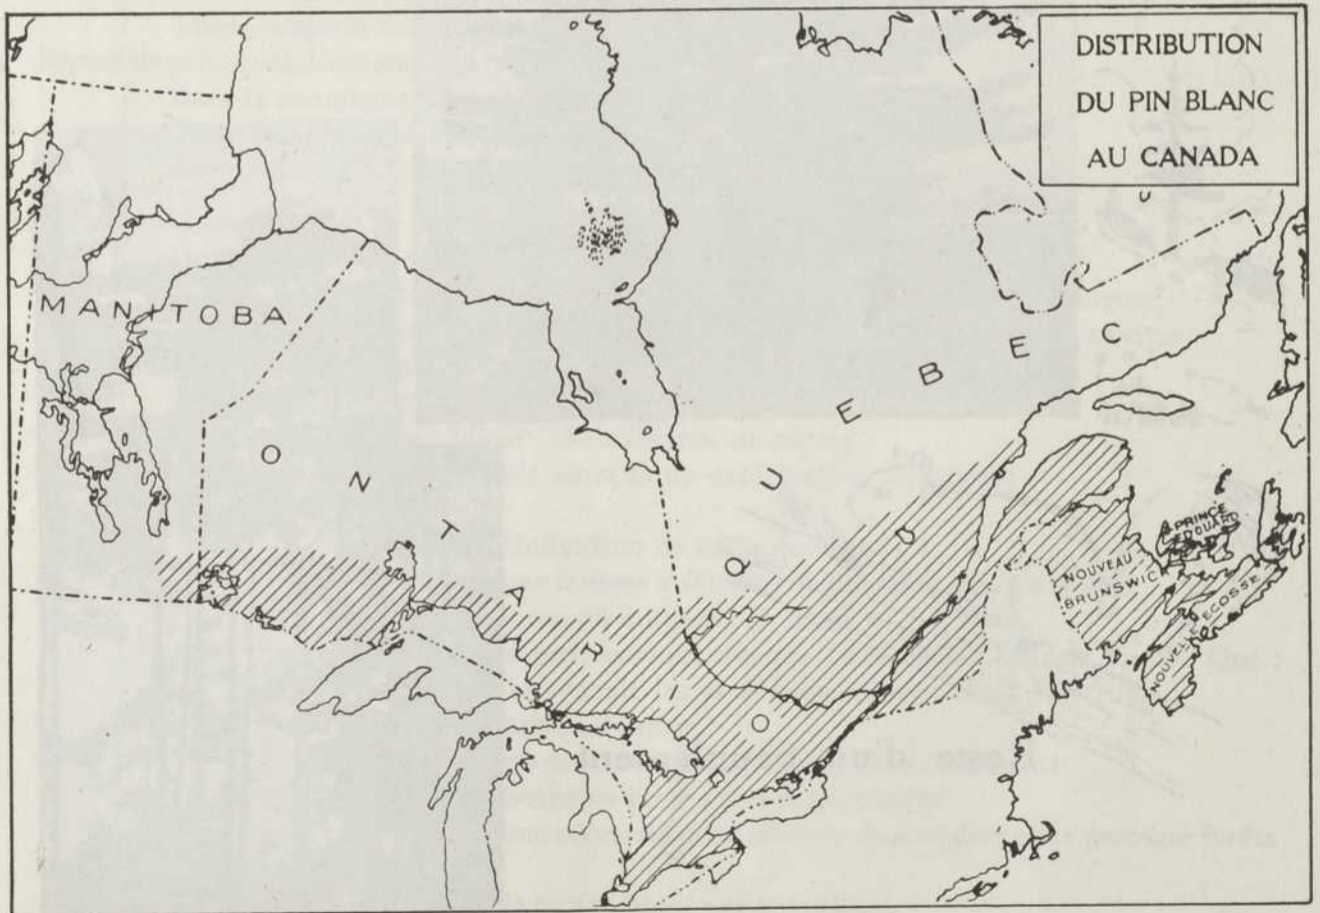 DISTRIBUTION
DU PIN BLANC
AU CANADA
MANITOBA
ONTARIO
QUEBEC
NOUVEAU
BRUNSWICK
PRINCE
EDOUARD
NOUVELLE ECOSSE